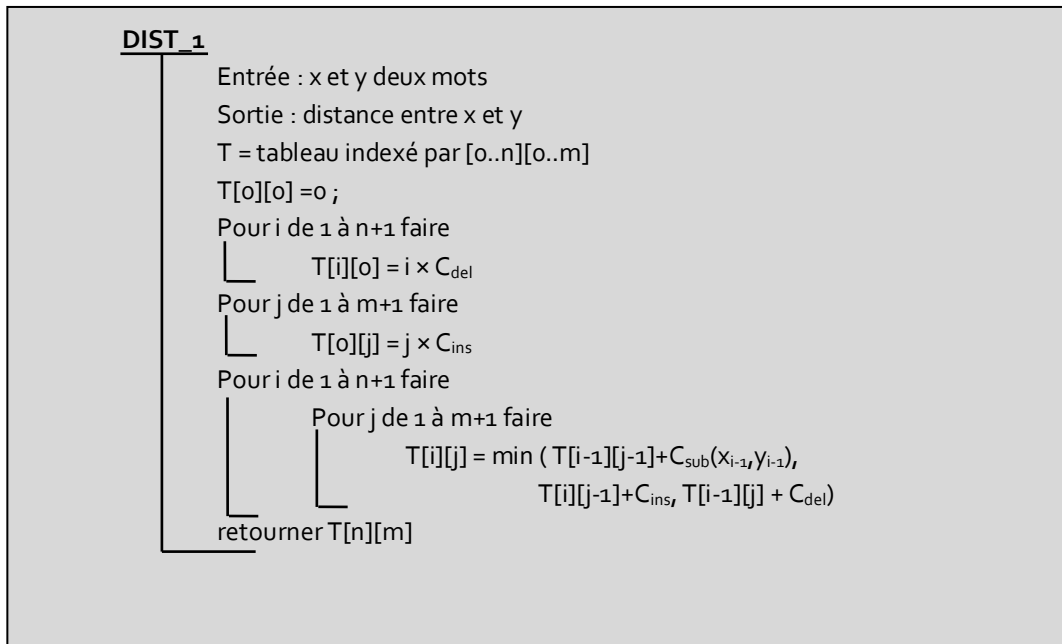 DIST_1
Entrée : x et y deux mots
Sortie : distance entre x et y
T = tableau indexé par [0..n][0..m]
T[0][0] =0 ;
Pour i de 1 à n+1 faire
T[i][0] = i × Cdel
Pour j de 1 à m+1 faire
T[0][j] = j × Cins
Pour i de 1 à n+1 faire
Pour j de 1 à m+1 faire
T[i][j] = min ( T[i-1][j-1]+Csub(xi-1,yi-1),
T[i][j-1]+Cins, T[i-1][j] + Cdel)
retourner T[n][m]